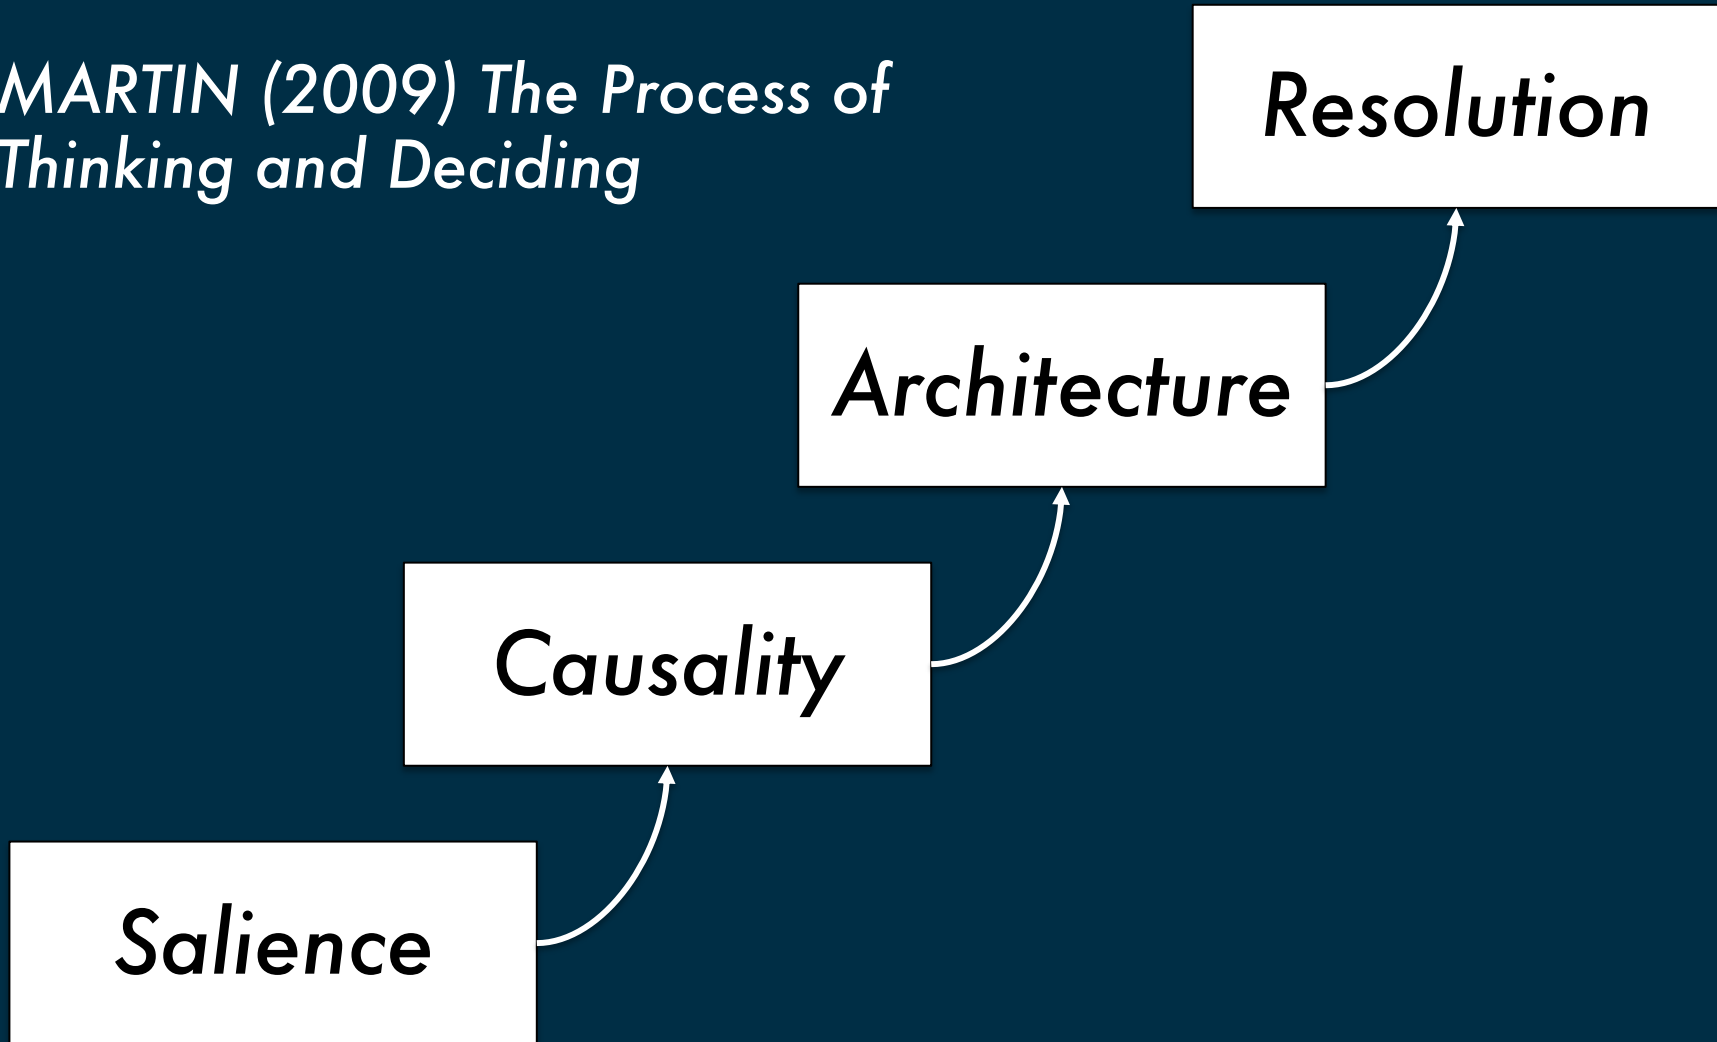 MARTIN (2009) The Process of
Thinking and Deciding
Resolution
Architecture
Causality
Salience